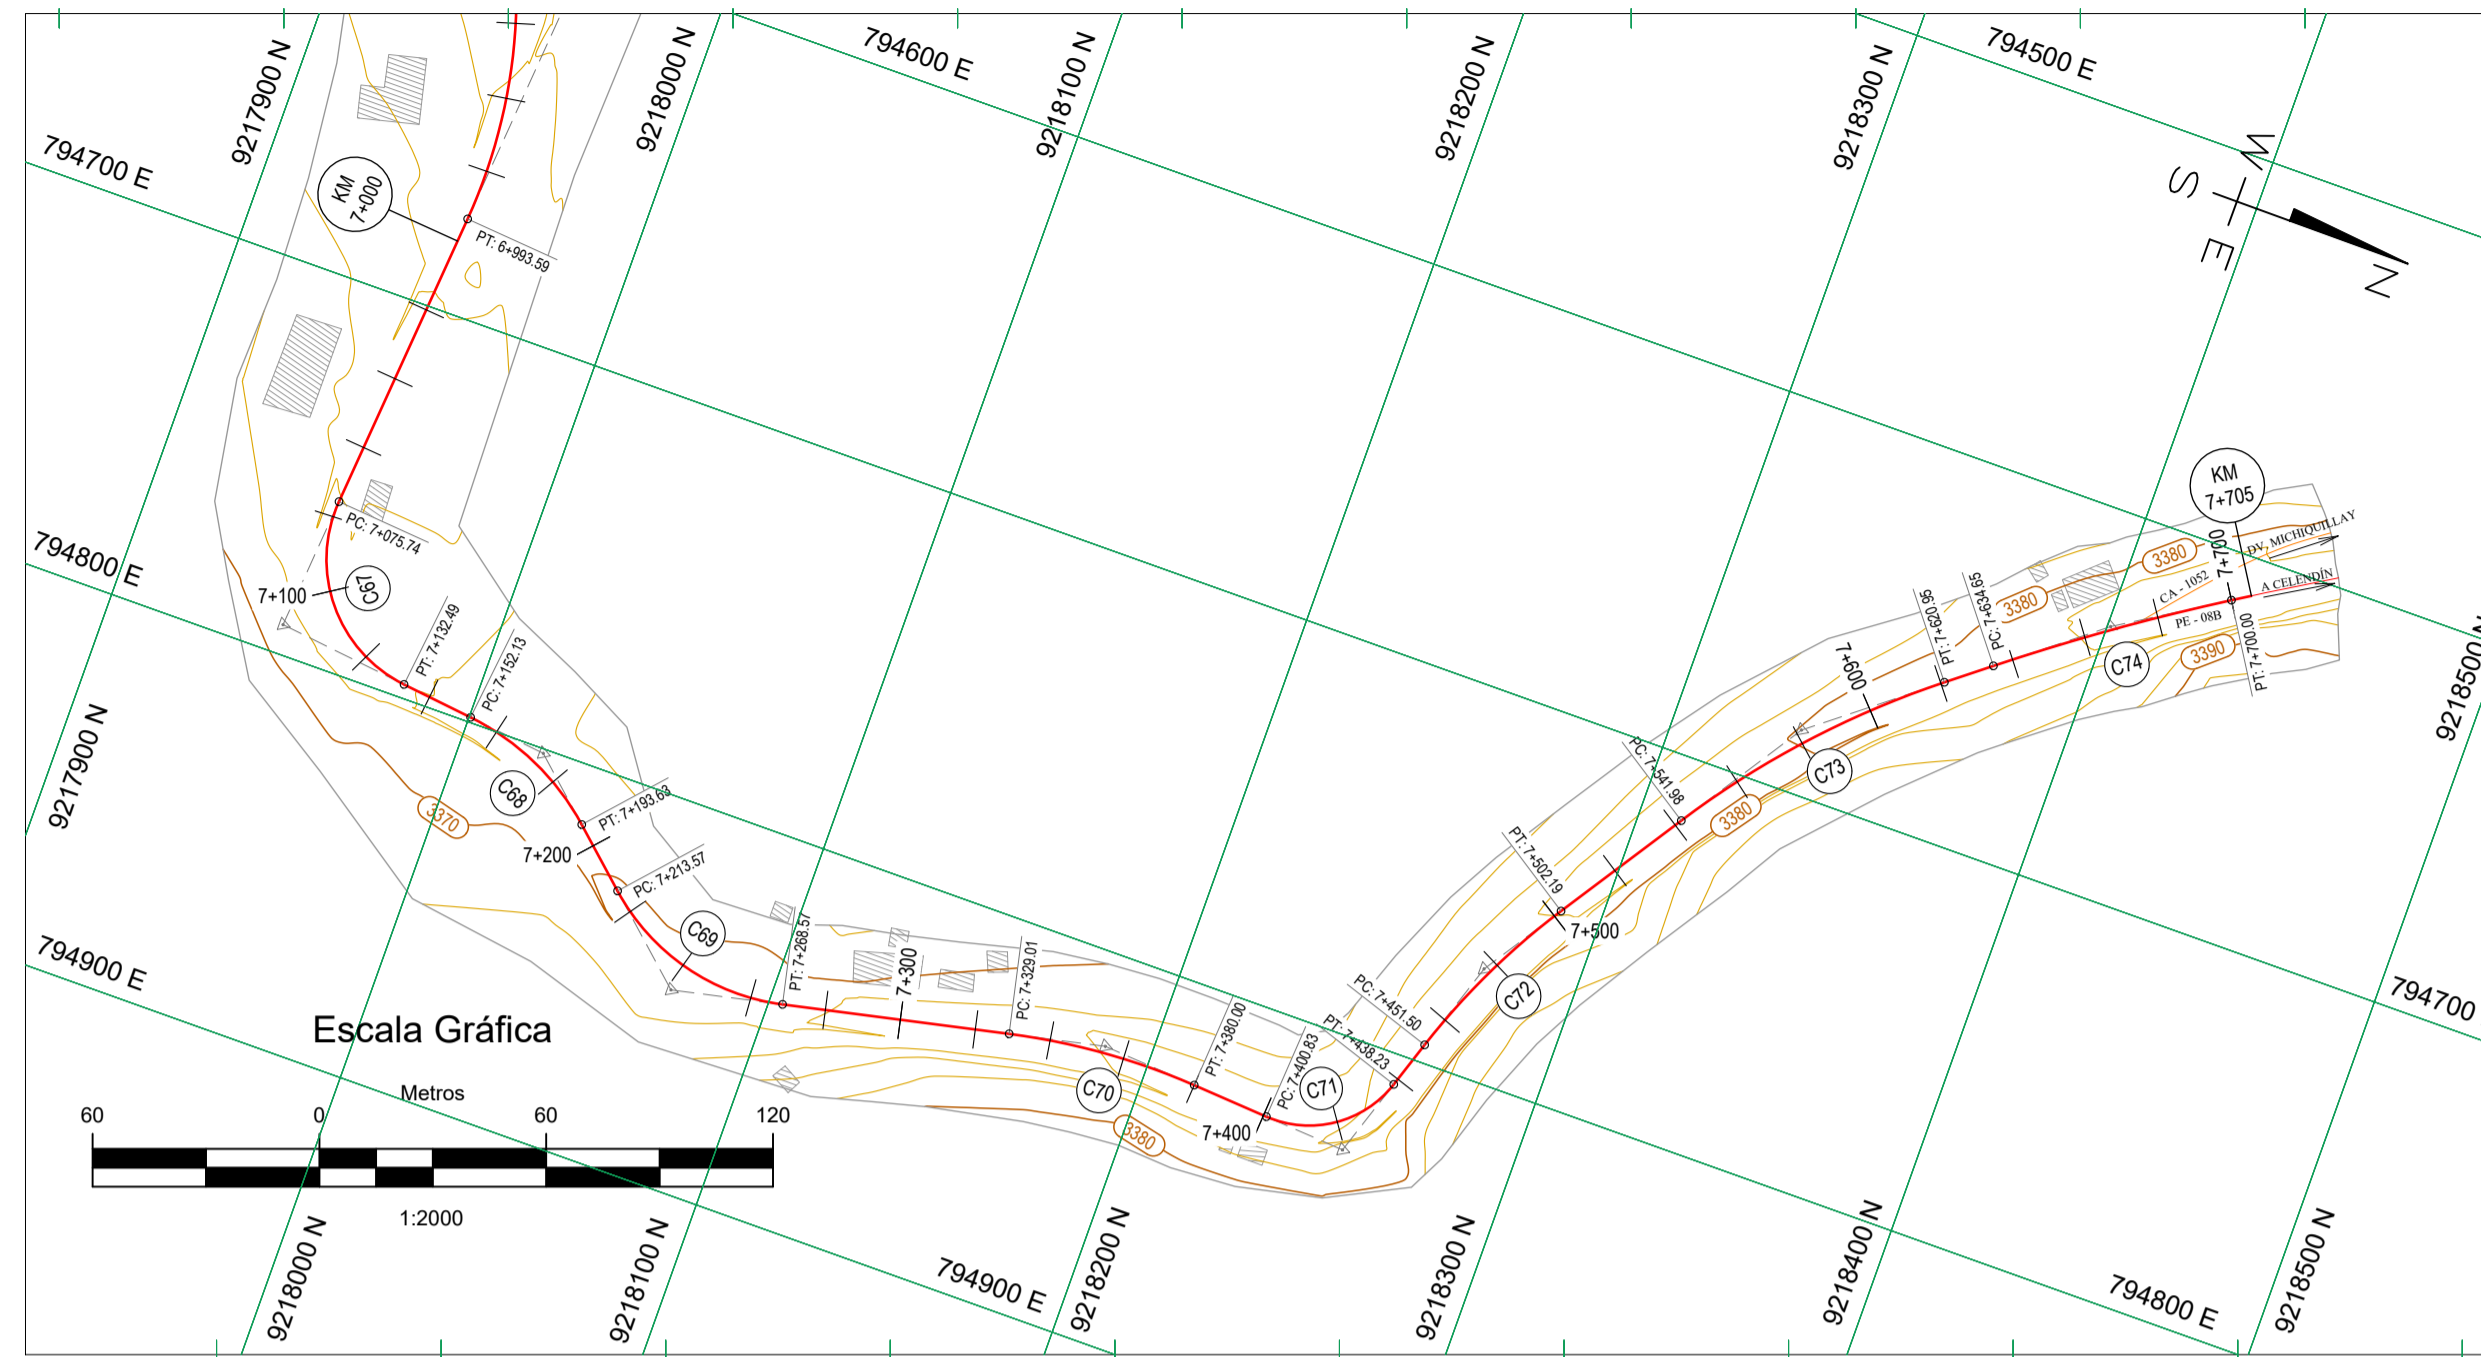 9217900 N
9218000 N
794600 E
9218100 N
9218200 N
9218300 N
794500 E
W
S
E
N
794700 E
KM
7+000
PT: 6+993.59
794800 E
PC: 7+075.74
C67
7+100
PT: 7+132.49
PC: 7+152.13
C68
PT: 7+193.63
7+200
PC: 7+213.57
C69
3370
9217900 N
794900 E
PT: 7+268.57
7+300
PC: 7+329.01
C70
PT: 7+380.00
PC: 7+400.83
7+400
3380
C71
PT: 7+438.23
PC: 7+451.50
C72
7+500
PT: 7+502.19
PC: 7+541.98
3380
C73
7+600
PT: 7+620.95
PC: 7+634.65
3380
3380
KM
7+705
7+700
DV. MICHIQUILLAY
A CELENDÍN
CA - 1052
PE - 08B
C74
3390
PT: 7+700.00
9218500 N
794700
Escala Gráfica
Metros
60 0 60 120
1:2000
9218000 N
9218100 N
794900 E
9218200 N
9218300 N
9218400 N
794800 E
9218500 N